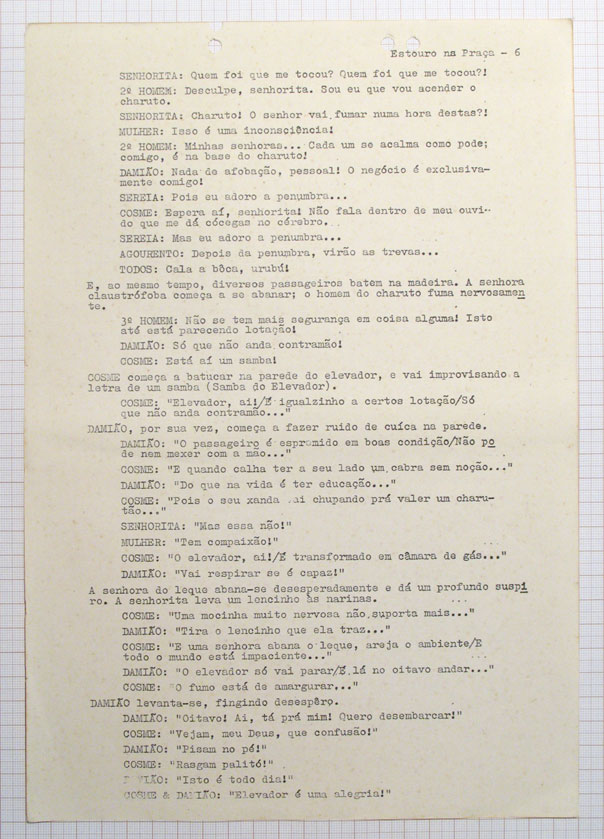 Estouro na Praça - 6
SENHORITA: Quem foi que me tocou? Quem foi que me tocou?!
2º HOMEM: Desculpe, senhorita. Sou eu que vou acender o
charuto.
SENHORITA: Charuto! O senhor vai fumar numa hora destas?!
MULHER: Isso é uma inconsciência!
2º HOMEM: Minhas senhoras... Cada um se acalma como pode;
comigo, é na base do charuto!
DAMIÃO: Nada de afobação, pessoal! O negócio é exclusiva-
mente comigo!
SEREIA: Pois eu adoro a penumbra...
COSME: Espera aí, senhorita! Não fala dentro de meu ouvi-
do que me dá cócegas no cérebro.
SEREIA: Mas eu adoro a penumbra...
AGOURENTO: Depois da penumbra, virão as trevas...
TODOS: Cala a bôca, urubú!
E, ao mesmo tempo, diversos passageiros batem na madeira. A senhora
claustrófoba começa a se abanar; o homem do charuto fuma nervosamen
te.
3º HOMEM: Não se tem mais segurança em coisa alguma! Isto
até está parecendo lotação!
DAMIÃO: Só que não anda contramão!
COSME: Está aí um samba!
COSME começa a batucar na parede do elevador, e vai improvisando a
letra de um samba (Samba do Elevador).
COSME: "Elevador, ai!/É igualzinho a certos lotação/Só
que não anda contramão..."
DAMIÃO, por sua vez, começa a fazer ruido de cuíca na parede.
DAMIÃO: "O passageiro é espremido em boas condição/Não po
de nem mexer com a mão..."
COSME: "E quando calha ter a seu lado um cabra sem noção..."
DAMIÃO: "Do que na vida é ter educação..."
COSME: "Pois o seu xanda vai chupando prá valer um charu-
tão..."
SENHORITA: "Mas essa não!"
MULHER: "Tem compaixão!"
COSME: "O elevador, ai!/É transformado em câmara de gás..."
DAMIÃO: "Vai respirar se é capaz!"
A senhora do leque abana-se desesperadamente e dá um profundo suspi
ro. A senhorita leva um lencinho às narinas.
COSME: "Uma mocinha muito nervosa não suporta mais..."
DAMIÃO: "Tira o lencinho que ela traz..."
COSME: "E uma senhora abana o leque, areja o ambiente/E
todo o mundo está impaciente..."
DAMIÃO: "O elevador só vai parar/É lá no oitavo andar..."
COSME: "O fumo está de amargurar..."
DAMIÃO levanta-se, fingindo desespêro.
DAMIÃO: "Oitavo! Ai, tá prá mim! Quero desembarcar!"
COSME: "Vejam, meu Deus, que confusão!"
DAMIÃO: "Pisam no pé!"
COSME: "Rasgam palitó!"
DAMIÃO: "Isto é todo dia!"
COSME & DAMIÃO: "Elevador é uma alegria!"